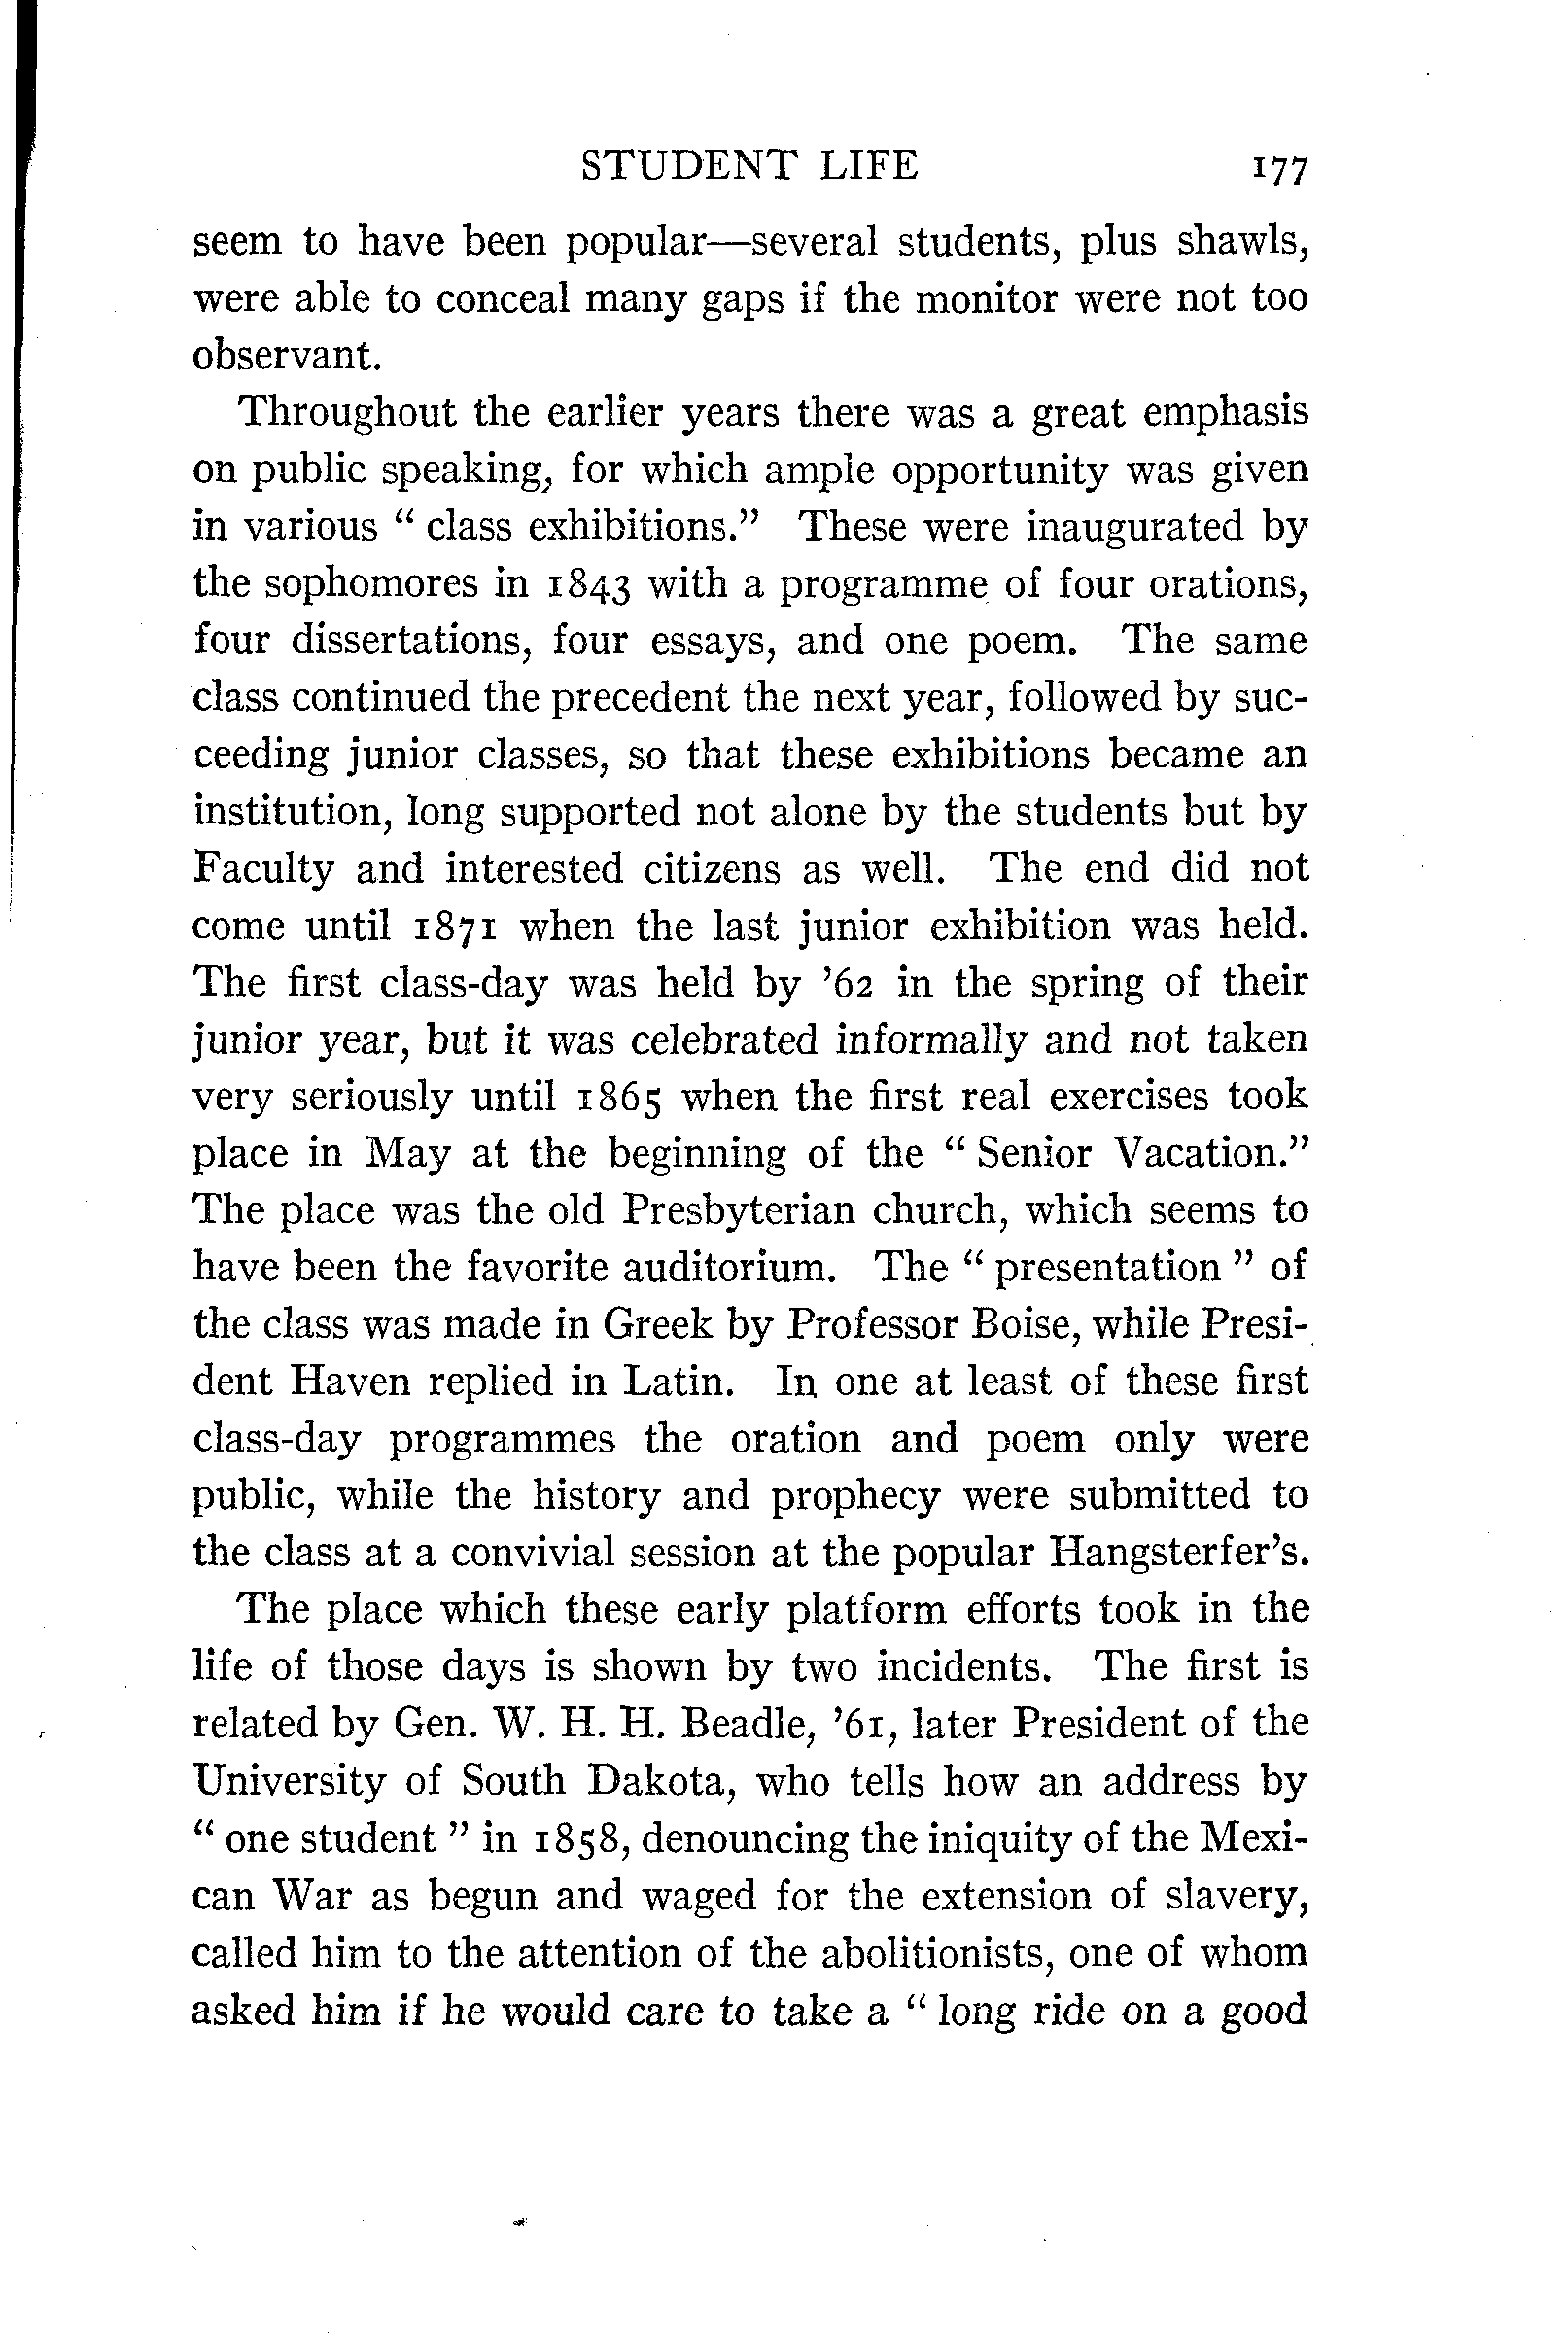 STUDENT LIFE 177
seem to have been popular—several students, plus shawls,
were able to conceal many gaps if the monitor were not too
observant.
Throughout the earlier years there was a great emphasis
on public speaking, for which ample opportunity was given
in various “ class exhibitions.” These were inaugurated by
the sophomores in 1843 with a programme of four orations,
four dissertations, four essays, and one poem. The same
class continued the precedent the next year, followed by suc-
ceeding junior classes, so that these exhibitions became an
institution, long supported not alone by the students but by
Faculty and interested citizens as well. The end did not
come until 1871 when the last junior exhibition was held.
The first class-day was held by ’62 in the spring of their
junior year, but it was celebrated informally and not taken
very seriously until 1865 when the first real exercises took
place in May at the beginning of the “ Senior Vacation.”
The place was the old Presbyterian church, which seems to
have been the favorite auditorium. The “ presentation ” of
the class was made in Greek by Professor Boise, while Presi-
dent Haven replied in Latin. In one at least of these first
class-day programmes the oration and poem only were
public, while the history and prophecy were submitted to
the class at a convivial session at the popular Hangsterfer’s.
The place which these early platform efforts took in the
life of those days is shown by two incidents. The first is
related by Gen. W. H. H. Beadle, ’61, later President of the
University of South Dakota, who tells how an address by
“ one student ” in 1858, denouncing the iniquity of the Mexi-
can War as begun and waged for the extension of slavery,
called him to the attention of the abolitionists, one of whom
asked him if he would care to take a “ long ride on a good